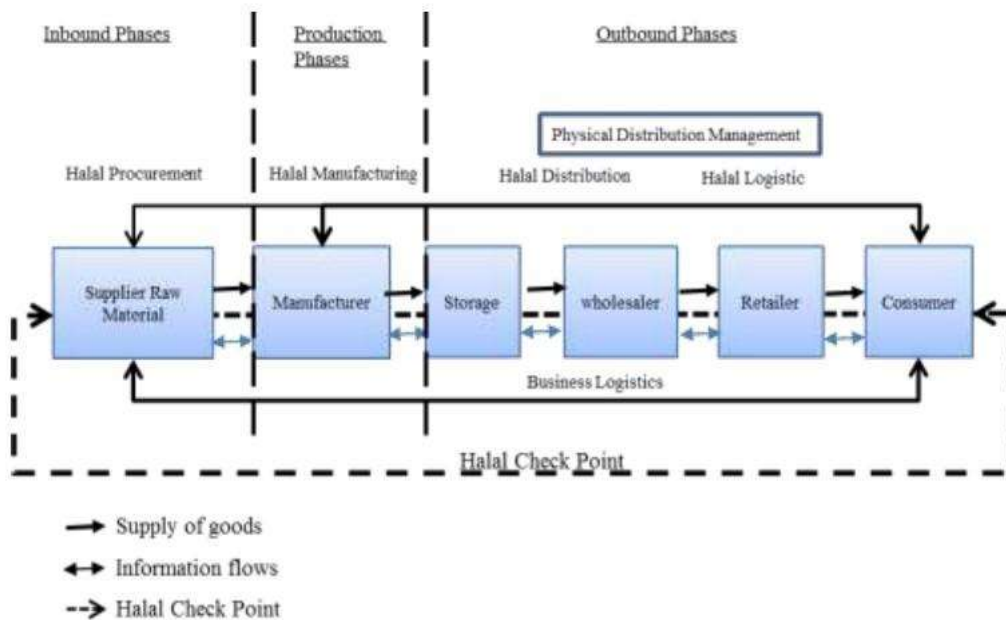 Inbound Phases
Production
Phases
Outbound Phases
Physical Distribution Management
Halal Procurement
Halal Manufacturing
Halal Distribution
Halal Logistic
Supplier Raw
Material
Manufacturer
Storage
wholesaler
Retailer
Consumer
Business Logistics
Halal Check Point
Supply of goods
Information flows
Halal Check Point